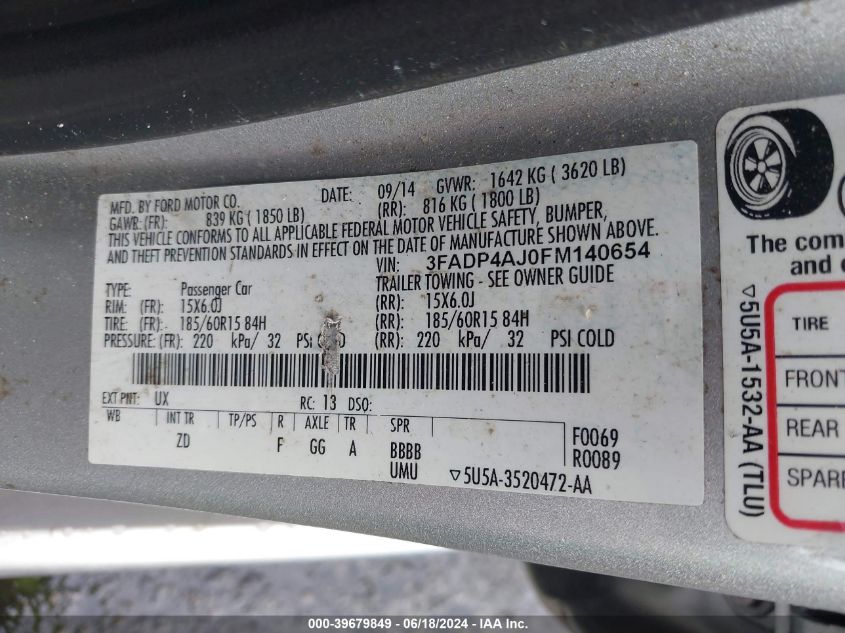 MFD. BY FORD MOTOR CO. DATE: 09/14 GVWR: 1642 KG ( 3620 LB)
GAWR: (FR): 839 KG ( 1850 LB) (RR): 816 KG ( 1800 LB)
THIS VEHICLE CONFORMS TO ALL APPLICABLE FEDERAL MOTOR VEHICLE SAFETY, BUMPER,
AND THEFT PREVENTION STANDARDS IN EFFECT ON THE DATE OF MANUFACTURE SHOWN ABOVE.
VIN: 3FADP4AJ0FM140654
TYPE: Passenger Car TRAILER TOWING - SEE OWNER GUIDE
RIM: (FR): 15X6.0J (RR): 15X6.0J
TIRE: (FR): 185/60R15 84H (RR): 185/60R15 84H
PRESSURE: (FR): 220 kPa/ 32 PSI (RR): 220 kPa/ 32 PSI COLD
EXT PNT: UX RC: 13 DSO:
WB INT TR TP/PS R AXLE TR SPR
ZD F GG A BBBB F0069
UMU R0089
▽5U5A-3520472-AA
The com
and c
▽5U5A-1532-AA (TLU)
TIRE
FRONT
REAR
SPARE
000-39679849 - 06/18/2024 - IAA Inc.